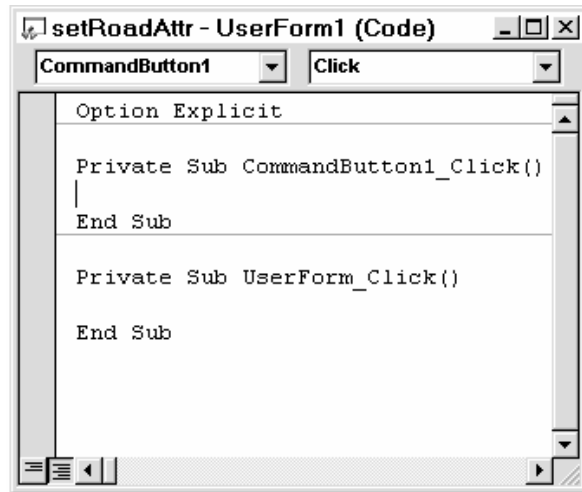 setRoadAttr - UserForm1 (Code)
CommandButton1 Click
Option Explicit
Private Sub CommandButton1_Click()
End Sub
Private Sub UserForm_Click()
End Sub